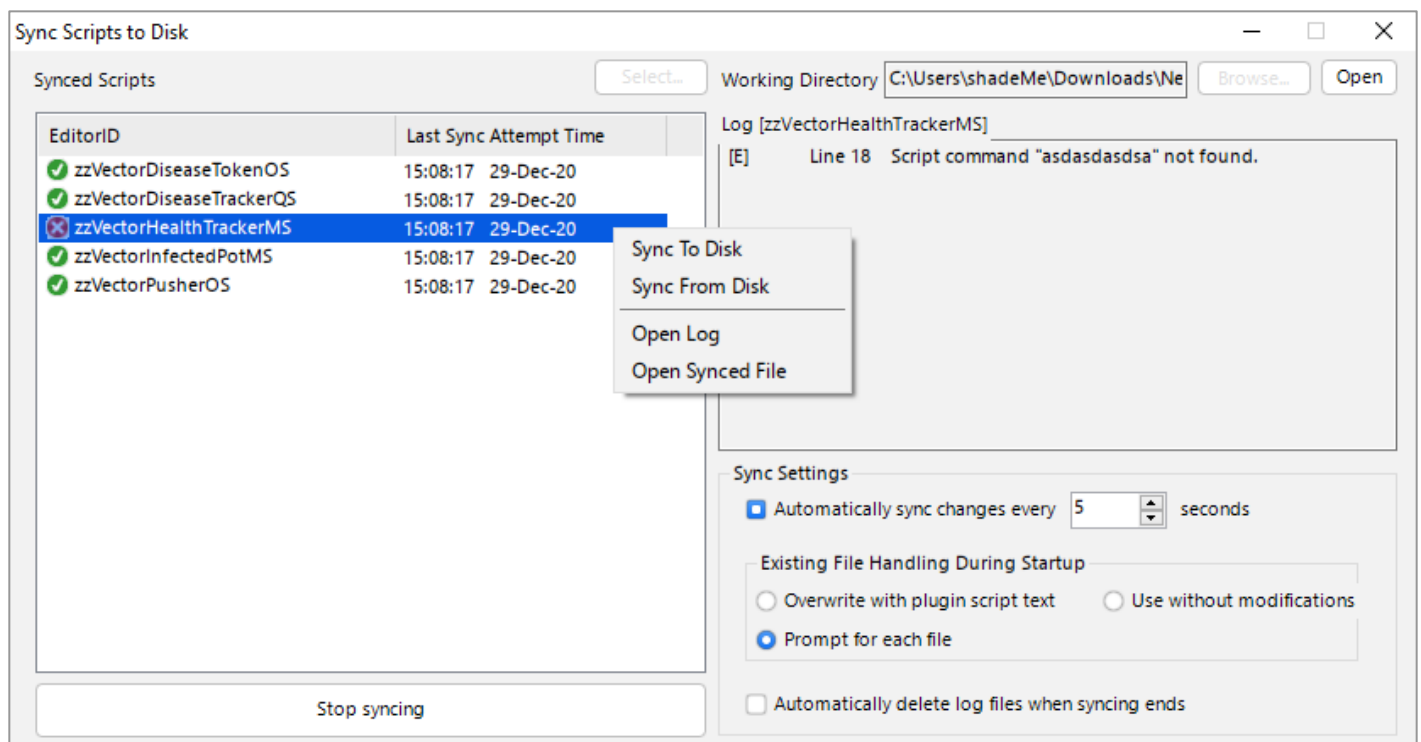 Sync Scripts to Disk
Synced Scripts
Select...
Working Directory C:\Users\shadeMe\Downloads\Ne Browse... Open
EditorID Last Sync Attempt Time
zzVectorDiseaseTokenOS 15:08:17 29-Dec-20
zzVectorDiseaseTrackerQS 15:08:17 29-Dec-20
zzVectorHealthTrackerMS 15:08:17 29-Dec-20
zzVectorInfectedPotMS 15:08:17 29-Dec-20
zzVectorPusherOS 15:08:17 29-Dec-20
Sync To Disk
Sync From Disk
Open Log
Open Synced File
Log [zzVectorHealthTrackerMS]
[E] Line 18 Script command "asdasdasdsa" not found.
Sync Settings
Automatically sync changes every 5 seconds
Existing File Handling During Startup
Overwrite with plugin script text Use without modifications
Prompt for each file
Automatically delete log files when syncing ends
Stop syncing